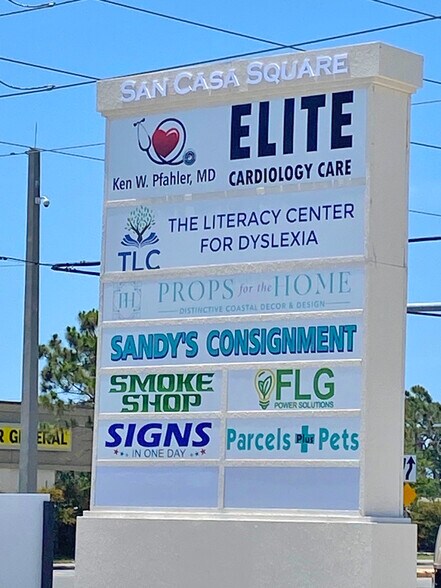 SAN CASA SQUARE
Ken W. Pfahler, MD
ELITE
CARDIOLOGY CARE
TLC
THE LITERACY CENTER
FOR DYSLEXIA
PH
PROPS for the HOME
DISTINCTIVE COASTAL DECOR & DESIGN
SANDY'S CONSIGNMENT
SMOKE
SHOP
FLG
POWER SOLUTIONS
SIGNS
IN ONE DAY
Parcels Plus Pets
GENERAL